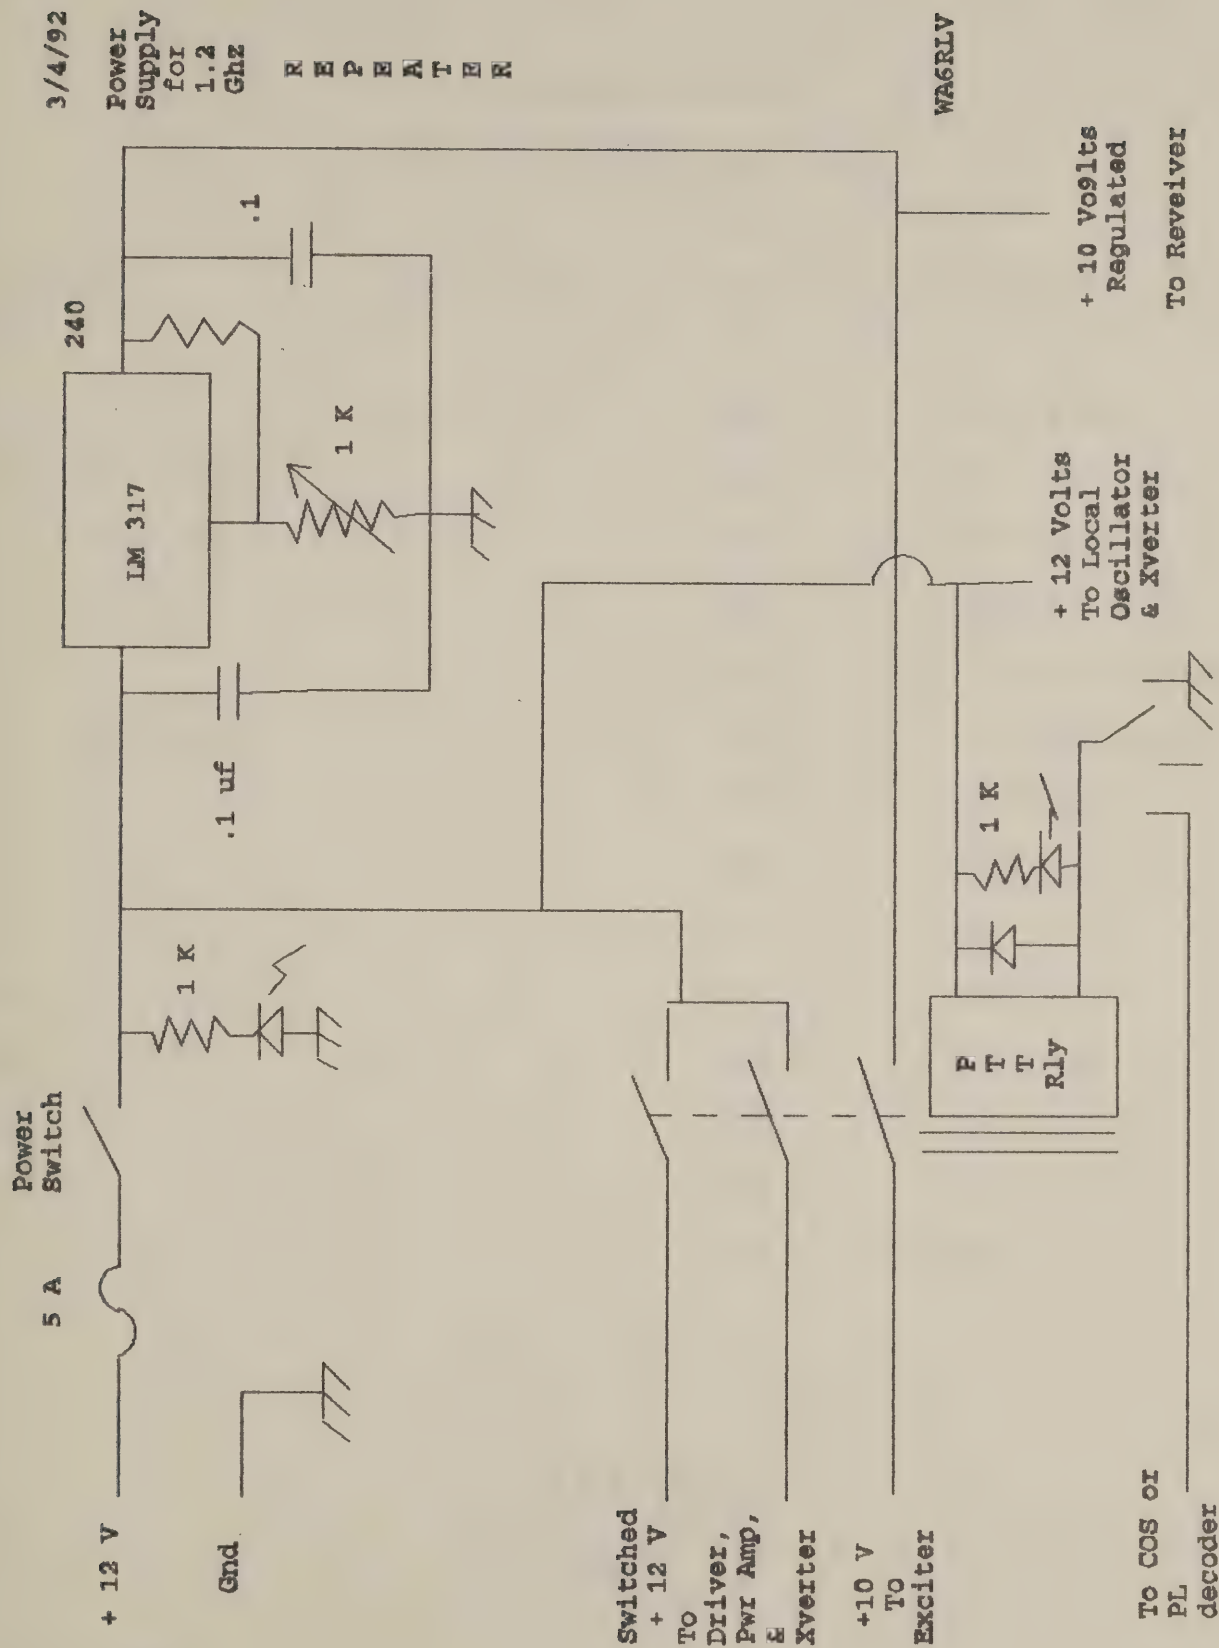 3/4/92
Power
Supply
for
1.2
Ghz
R
E
P
E
A
T
E
R
Power
Switch
5 A
+ 12 V
Gnd
1 K
.1 uf
LM 317
240
1 K
.1
Switched
+ 12 V
To
Driver,
Pwr Amp,
&
Xverter
+10 V
To
Exciter
P
T
T
Rly
1 K
+ 12 Volts
To Local
Oscillator
& Xverter
+ 10 Vo9lts
Regulated
To Reveiver
WA6RLV
To COS or
PL
decoder